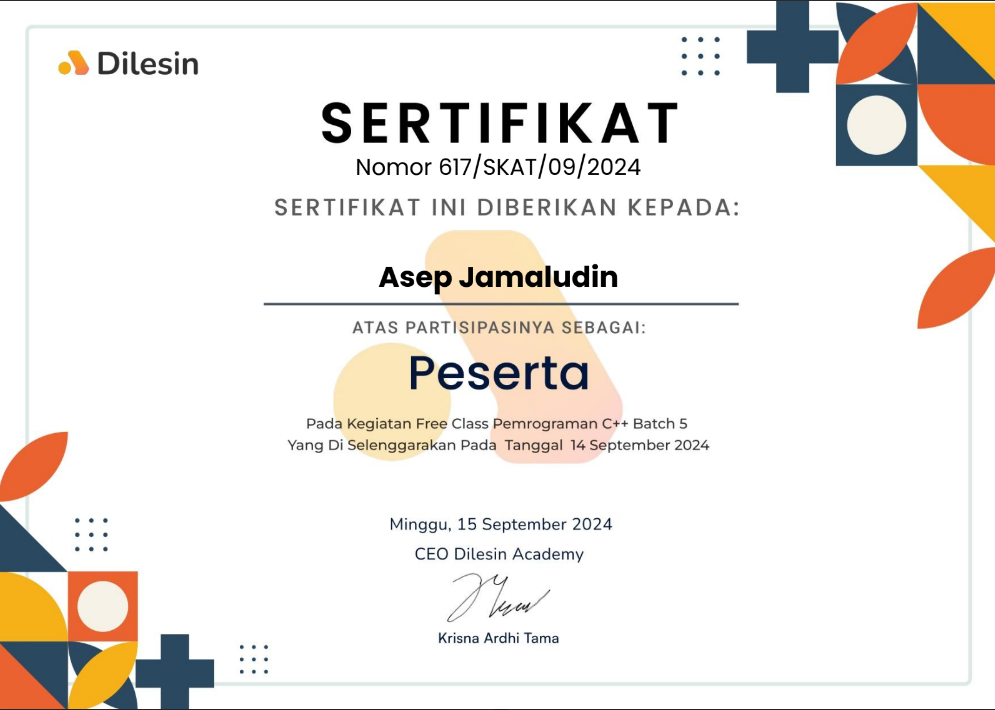 Dilesin
SERTIFIKAT
Nomor 617/SKAT/09/2024
SERTIFIKAT INI DIBERIKAN KEPADA:
Asep Jamaludin
ATAS PARTISIPASINYA SEBAGAI:
Peserta
Pada Kegiatan Free Class Pemrograman C++ Batch 5
Yang Di Selenggarakan Pada  Tanggal  14 September 2024
Minggu, 15 September 2024
CEO Dilesin Academy
Krisna Ardhi Tama